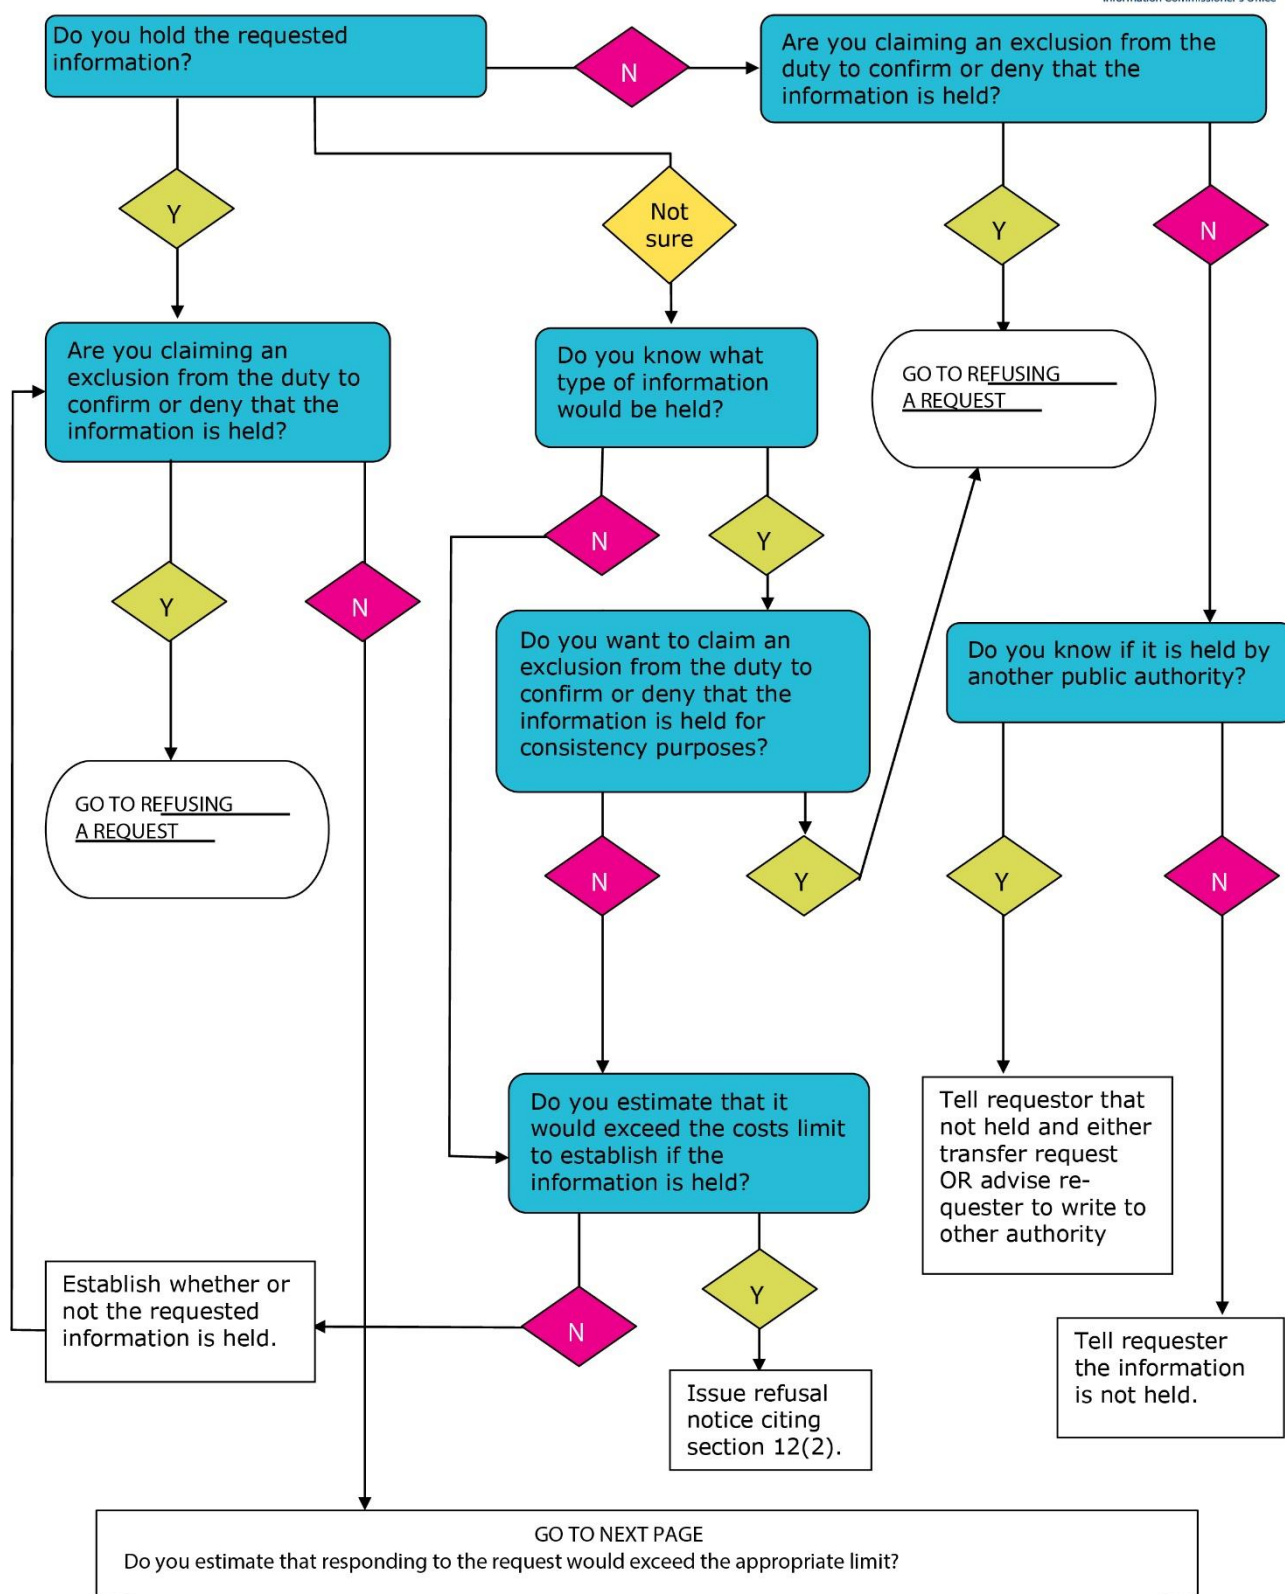 Information Commissioner's Office
Do you hold the requested
information?
N
Are you claiming an exclusion from the
duty to confirm or deny that the
information is held?
Y
Not
sure
Y
N
Are you claiming an
exclusion from the duty to
confirm or deny that the
information is held?
Do you know what
type of information
would be held?
GO TO REFUSING
A REQUEST
N
Y
Y
N
Do you want to claim an
exclusion from the duty to
confirm or deny that the
information is held for
consistency purposes?
Do you know if it is held by
another public authority?
GO TO REFUSING
A REQUEST
N
Y
Y
N
Do you estimate that it
would exceed the costs limit
to establish if the
information is held?
Tell requestor that
not held and either
transfer request
OR advise re-
quester to write to
other authority
Establish whether or
not the requested
information is held.
N
Y
Tell requester
the information
is not held.
Issue refusal
notice citing
section 12(2).
GO TO NEXT PAGE
Do you estimate that responding to the request would exceed the appropriate limit?